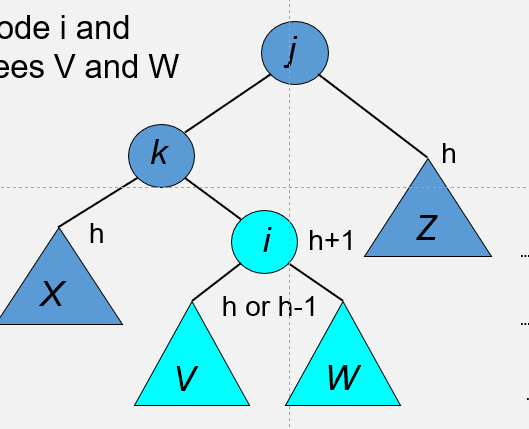 ode i and
ees V and W
j
k
h
h
i
h+1
Z
X
h or h-1
V
W